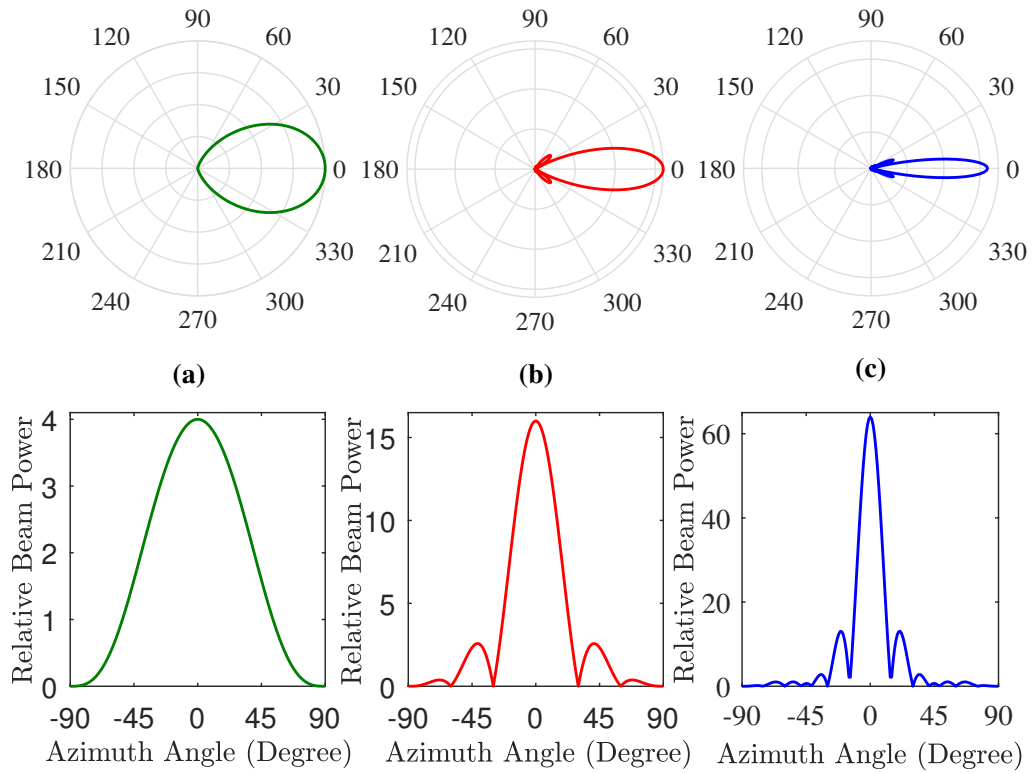 90
120 60
150 30
180 0
210 330
240 300
270
(a)
90
120 60
150 30
180 0
210 330
240 300
270
(b)
90
120 60
150 30
180 0
210 330
240 300
270
(c)
Relative Beam Power
4
3
2
1
0
-90 -45 0 45 90
Azimuth Angle (Degree)
Relative Beam Power
15
10
5
0
-90 -45 0 45 90
Azimuth Angle (Degree)
Relative Beam Power
60
40
20
0
-90 -45 0 45 90
Azimuth Angle (Degree)